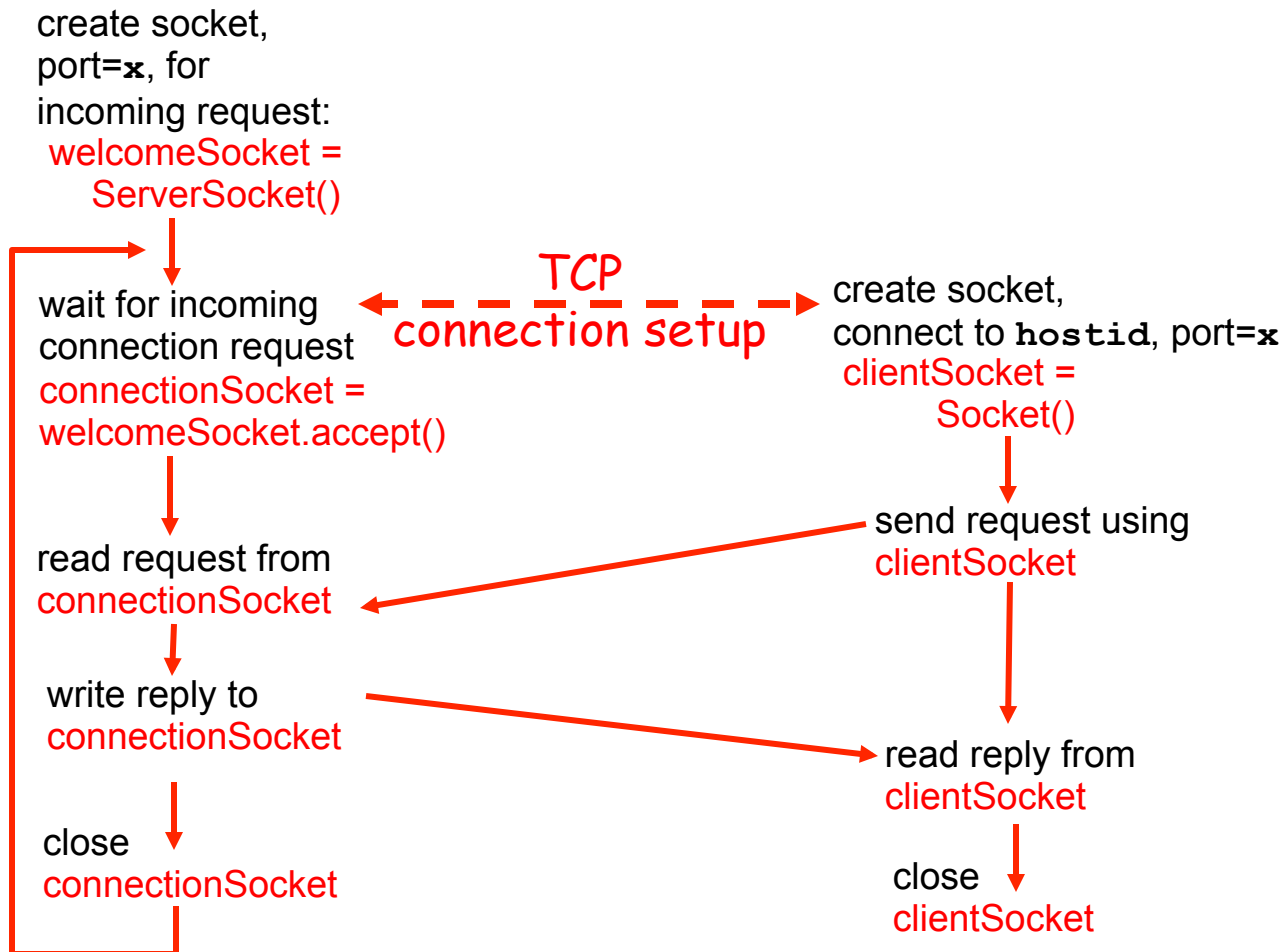 create socket,
port=x, for
incoming request:
welcomeSocket =
ServerSocket()
wait for incoming
connection request
connectionSocket =
welcomeSocket.accept()
TCP
connection setup
create socket,
connect to hostid, port=x
clientSocket =
Socket()
send request using
clientSocket
read request from
connectionSocket
write reply to
connectionSocket
read reply from
clientSocket
close
connectionSocket
close
clientSocket